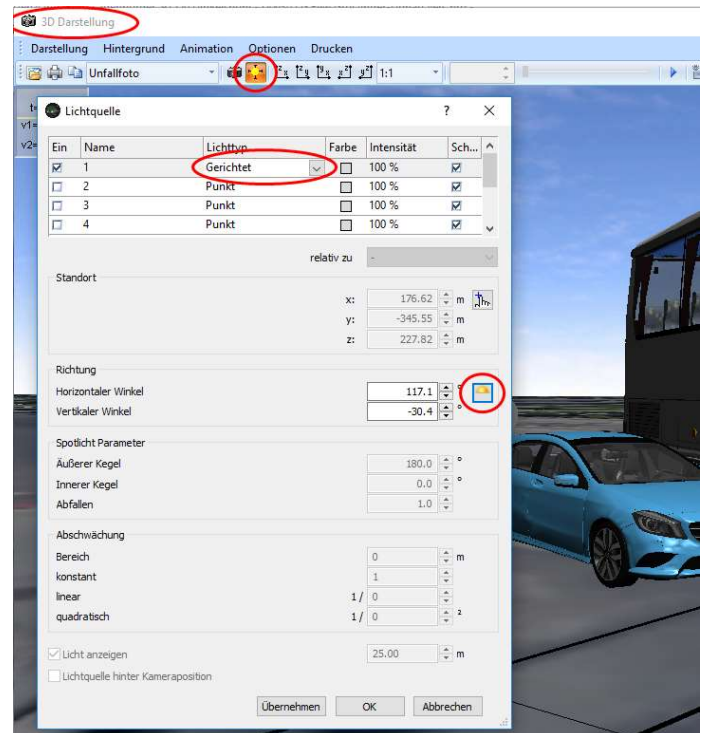 3D Darstellung
Darstellung Hintergrund Animation Optionen Drucken
Unfallfoto 1:1
v1=
v2=
Lichtquelle ? ×
Ein Name Lichttyp Farbe Intensität Sch...
1 Gerichtet 100 %
2 Punkt 100 %
3 Punkt 100 %
4 Punkt 100 %
relativ zu -
Standort
x: 176.62 m
y: -345.55 m
z: 227.82 m
Richtung
Horizontaler Winkel 117.1 °
Vertikaler Winkel -30.4 °
Spotlicht Parameter
Äußerer Kegel 180.0 °
Innerer Kegel 0.0 °
Abfallen 1.0
Abschwächung
Bereich 0 m
konstant 1
linear 1/ 0
quadratisch 1/ 0 ²
Licht anzeigen 25.00 m
Lichtquelle hinter Kameraposition
Übernehmen OK Abbrechen